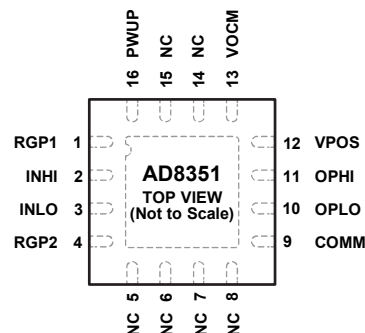 16 PWUP
15 NC
14 NC
13 VOCM
RGP1 1
INHI 2
INLO 3
RGP2 4
AD8351
TOP VIEW
(Not to Scale)
12 VPOS
11 OPHI
10 OPLO
9 COMM
NC 5
NC 6
NC 7
NC 8